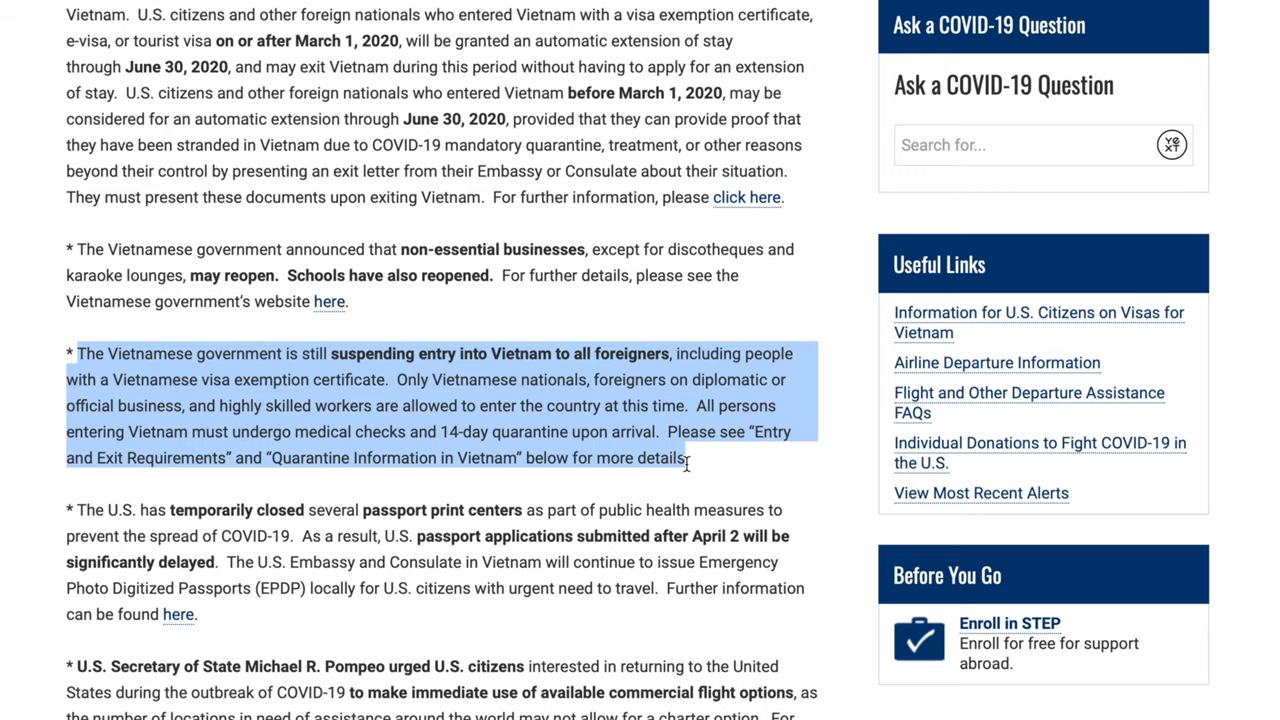 Vietnam.  U.S. citizens and other foreign nationals who entered Vietnam with a visa exemption certificate,
e-visa, or tourist visa on or after March 1, 2020, will be granted an automatic extension of stay
through June 30, 2020, and may exit Vietnam during this period without having to apply for an extension
of stay.  U.S. citizens and other foreign nationals who entered Vietnam before March 1, 2020, may be
considered for an automatic extension through June 30, 2020, provided that they can provide proof that
they have been stranded in Vietnam due to COVID-19 mandatory quarantine, treatment, or other reasons
beyond their control by presenting an exit letter from their Embassy or Consulate about their situation.
They must present these documents upon exiting Vietnam.  For further information, please click here.
* The Vietnamese government announced that non-essential businesses, except for discotheques and
karaoke lounges, may reopen.  Schools have also reopened.  For further details, please see the
Vietnamese government's website here.
* The Vietnamese government is still suspending entry into Vietnam to all foreigners, including people
with a Vietnamese visa exemption certificate.  Only Vietnamese nationals, foreigners on diplomatic or
official business, and highly skilled workers are allowed to enter the country at this time.  All persons
entering Vietnam must undergo medical checks and 14-day quarantine upon arrival.  Please see “Entry
and Exit Requirements” and “Quarantine Information in Vietnam” below for more details.
* The U.S. has temporarily closed several passport print centers as part of public health measures to
prevent the spread of COVID-19.  As a result, U.S. passport applications submitted after April 2 will be
significantly delayed.  The U.S. Embassy and Consulate in Vietnam will continue to issue Emergency
Photo Digitized Passports (EPDP) locally for U.S. citizens with urgent need to travel.  Further information
can be found here.
* U.S. Secretary of State Michael R. Pompeo urged U.S. citizens interested in returning to the United
States during the outbreak of COVID-19 to make immediate use of available commercial flight options, as
the number of locations in need of assistance around the world may not allow for a charter option.  For
Ask a COVID-19 Question
Ask a COVID-19 Question
Search for...
YEXT
Useful Links
Information for U.S. Citizens on Visas for
Vietnam
Airline Departure Information
Flight and Other Departure Assistance
FAQs
Individual Donations to Fight COVID-19 in
the U.S.
View Most Recent Alerts
Before You Go
Enroll in STEP
Enroll for free for support
abroad.